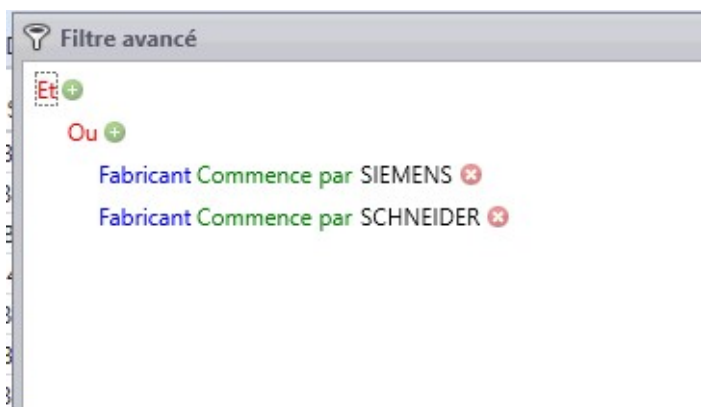 Filtre avancé
Et
Ou
Fabricant Commence par SIEMENS
Fabricant Commence par SCHNEIDER